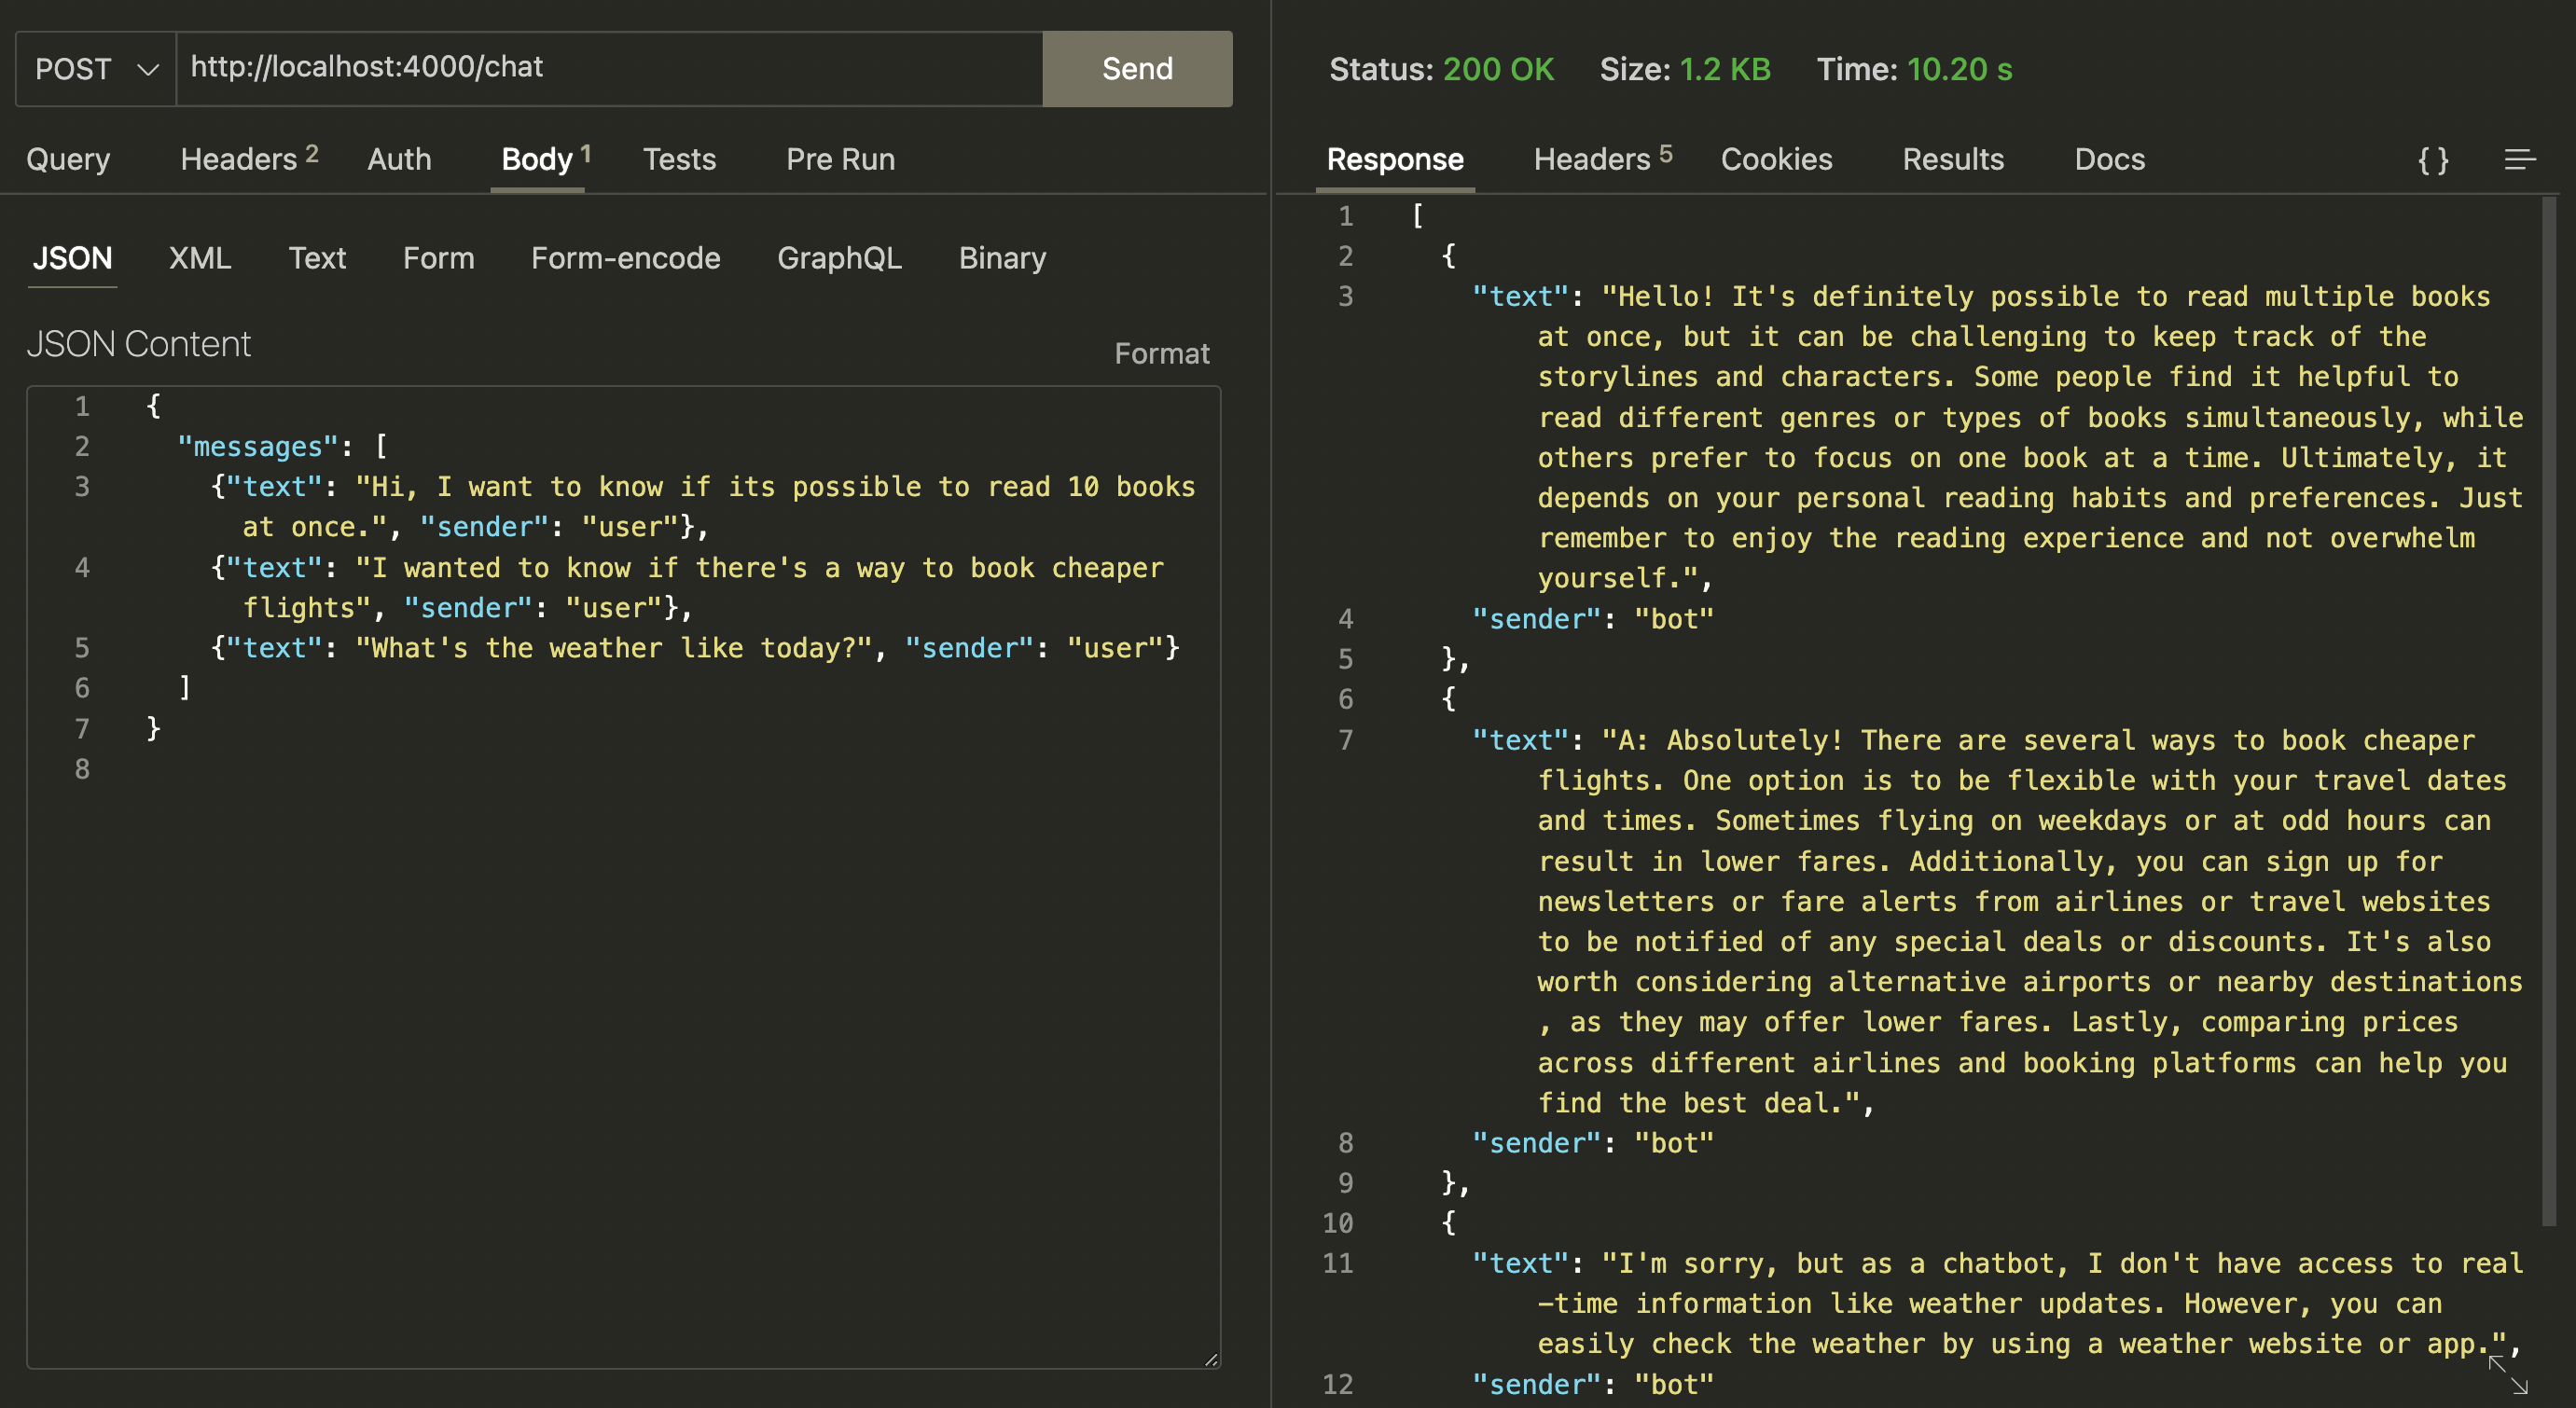 POST http://localhost:4000/chat Send
Query Headers 2 Auth Body 1 Tests Pre Run
JSON XML Text Form Form-encode GraphQL Binary
JSON Content
Format
1 {
2 "messages": [
3 {"text": "Hi, I want to know if its possible to read 10 books
at once.", "sender": "user"},
4 {"text": "I wanted to know if there's a way to book cheaper
flights", "sender": "user"},
5 {"text": "What's the weather like today?", "sender": "user"}
6 ]
7 }
8
Status: 200 OK Size: 1.2 KB Time: 10.20 s
Response Headers 5 Cookies Results Docs { }
1 [
2 {
3 "text": "Hello! It's definitely possible to read multiple books
at once, but it can be challenging to keep track of the
storylines and characters. Some people find it helpful to
read different genres or types of books simultaneously, while
others prefer to focus on one book at a time. Ultimately, it
depends on your personal reading habits and preferences. Just
remember to enjoy the reading experience and not overwhelm
yourself.",
4 "sender": "bot"
5 },
6 {
7 "text": "A: Absolutely! There are several ways to book cheaper
flights. One option is to be flexible with your travel dates
and times. Sometimes flying on weekdays or at odd hours can
result in lower fares. Additionally, you can sign up for
newsletters or fare alerts from airlines or travel websites
to be notified of any special deals or discounts. It's also
worth considering alternative airports or nearby destinations
, as they may offer lower fares. Lastly, comparing prices
across different airlines and booking platforms can help you
find the best deal.",
8 "sender": "bot"
9 },
10 {
11 "text": "I'm sorry, but as a chatbot, I don't have access to real
-time information like weather updates. However, you can
easily check the weather by using a weather website or app.",
12 "sender": "bot"